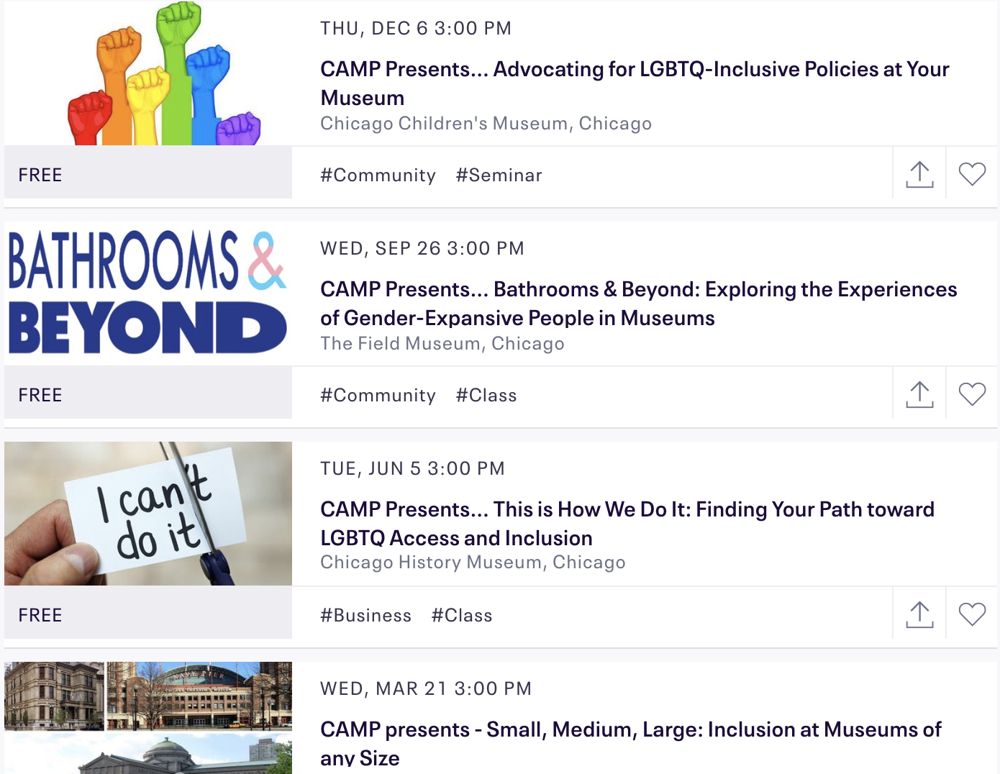 THU, DEC 6 3:00 PM
CAMP Presents... Advocating for LGBTQ-Inclusive Policies at Your
Museum
Chicago Children's Museum, Chicago
FREE
#Community #Seminar
BATHROOMS &
BEYOND
WED, SEP 26 3:00 PM
CAMP Presents... Bathrooms & Beyond: Exploring the Experiences
of Gender-Expansive People in Museums
The Field Museum, Chicago
FREE
#Community #Class
I can't
do it
TUE, JUN 5 3:00 PM
CAMP Presents... This is How We Do It: Finding Your Path toward
LGBTQ Access and Inclusion
Chicago History Museum, Chicago
FREE
#Business #Class
NAVY PIER
CHICAGO CHILDREN'S MUSEUM
WED, MAR 21 3:00 PM
CAMP presents - Small, Medium, Large: Inclusion at Museums of
any Size